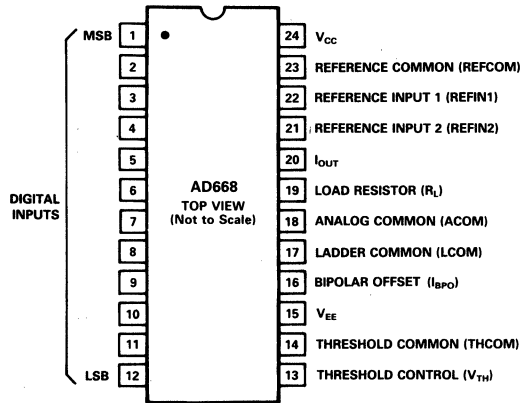 MSB 1 24 VCC
2 23 REFERENCE COMMON (REFCOM)
3 22 REFERENCE INPUT 1 (REFIN1)
4 21 REFERENCE INPUT 2 (REFIN2)
5 20 IOUT
6 19 LOAD RESISTOR (RL)
7 18 ANALOG COMMON (ACOM)
8 17 LADDER COMMON (LCOM)
9 16 BIPOLAR OFFSET (IBPO)
10 15 VEE
11 14 THRESHOLD COMMON (THCOM)
LSB 12 13 THRESHOLD CONTROL (VTH)
DIGITAL
INPUTS
AD668
TOP VIEW
(Not to Scale)